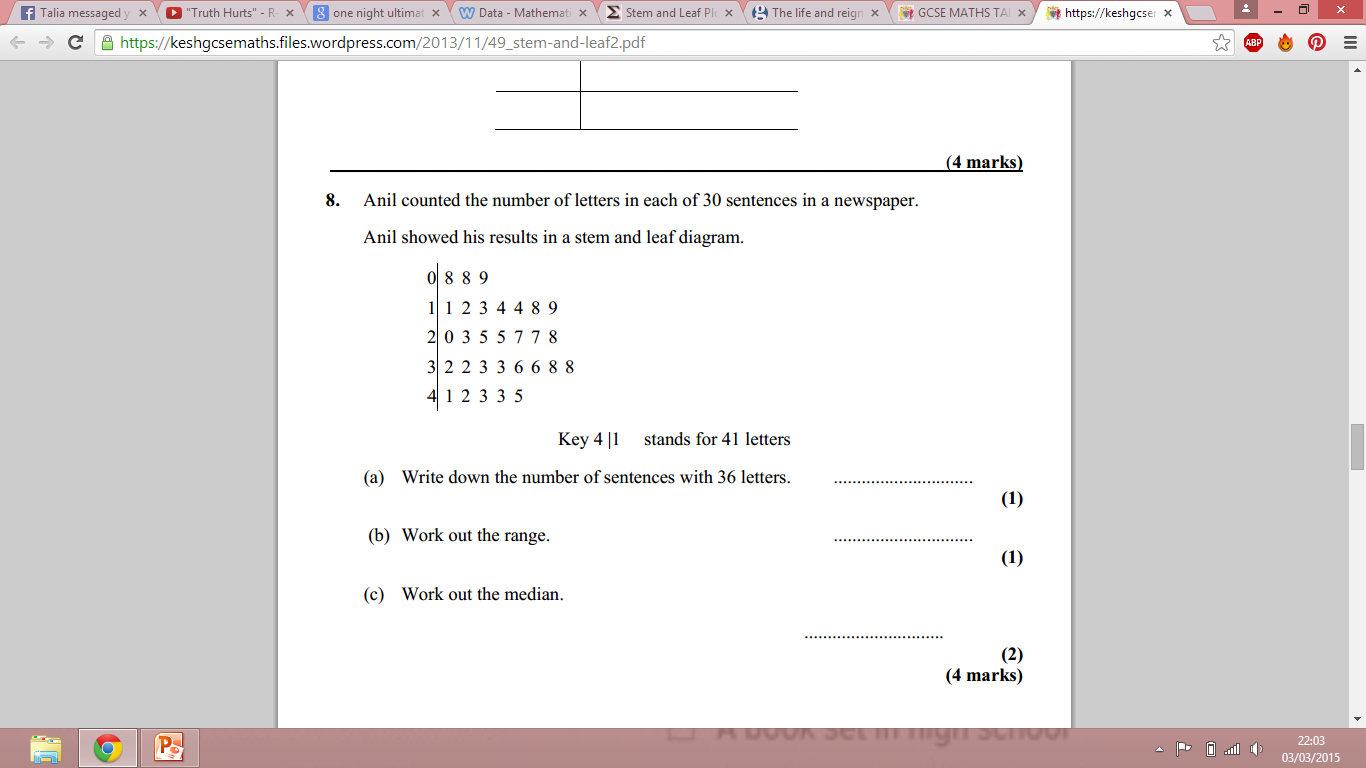 Talia messaged y
"Truth Hurts" - R
one night ultimat
Data - Mathemati
Stem and Leaf Pl
The life and reign
GCSE MATHS TA
https://keshgcse
https://keshgcsemaths.files.wordpress.com/2013/11/49_stem-and-leaf2.pdf
ABP
(4 marks)
8. Anil counted the number of letters in each of 30 sentences in a newspaper.
Anil showed his results in a stem and leaf diagram.
0 8 8 9
1 1 2 3 4 4 8 9
2 0 3 5 5 7 7 8
3 2 2 3 3 6 6 8 8
4 1 2 3 3 5
Key 4 |1 stands for 41 letters
(a) Write down the number of sentences with 36 letters. ..............................
(1)
(b) Work out the range. ..............................
(1)
(c) Work out the median.
..............................
(2)
(4 marks)
A book set in high school
22:03
03/03/2015